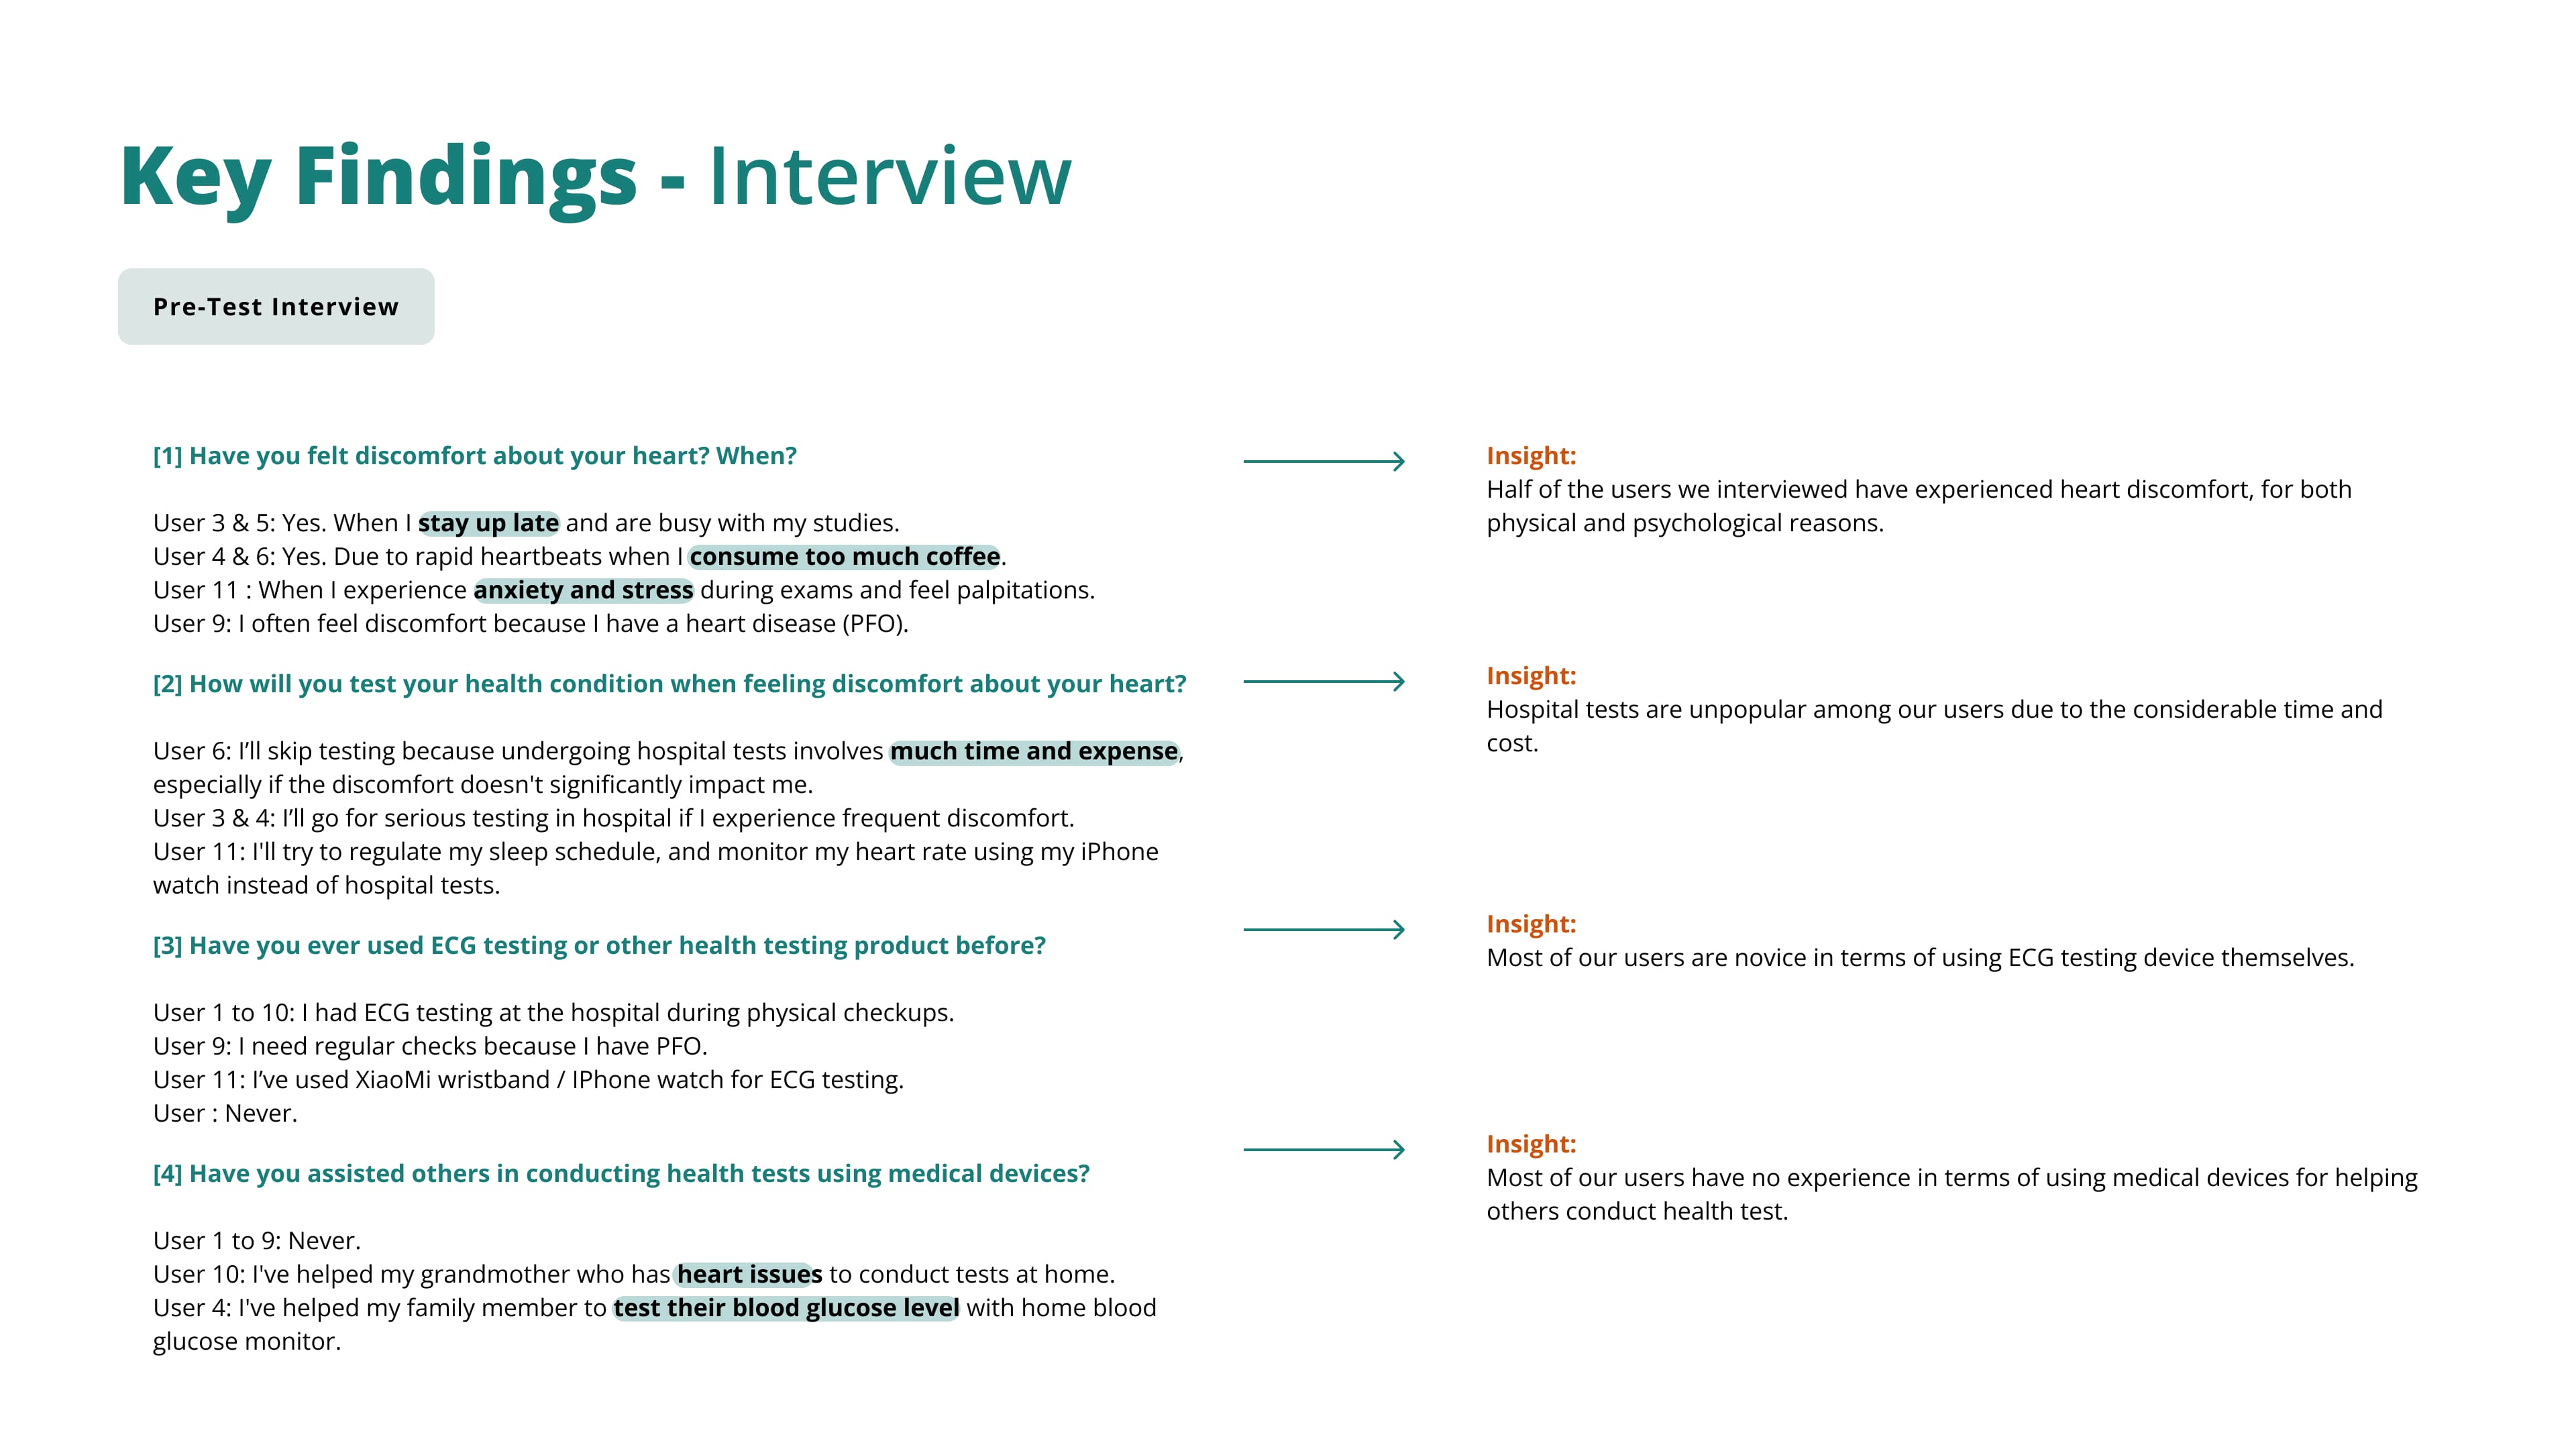 Key Findings - Interview
Pre-Test Interview
[1] Have you felt discomfort about your heart? When?
User 3 & 5: Yes. When I stay up late and are busy with my studies.
User 4 & 6: Yes. Due to rapid heartbeats when I consume too much coffee.
User 11 : When I experience anxiety and stress during exams and feel palpitations.
User 9: I often feel discomfort because I have a heart disease (PFO).
Insight:
Half of the users we interviewed have experienced heart discomfort, for both
physical and psychological reasons.
[2] How will you test your health condition when feeling discomfort about your heart?
User 6: I’ll skip testing because undergoing hospital tests involves much time and expense,
especially if the discomfort doesn't significantly impact me.
User 3 & 4: I’ll go for serious testing in hospital if I experience frequent discomfort.
User 11: I'll try to regulate my sleep schedule, and monitor my heart rate using my iPhone
watch instead of hospital tests.
Insight:
Hospital tests are unpopular among our users due to the considerable time and
cost.
[3] Have you ever used ECG testing or other health testing product before?
User 1 to 10: I had ECG testing at the hospital during physical checkups.
User 9: I need regular checks because I have PFO.
User 11: I’ve used XiaoMi wristband / IPhone watch for ECG testing.
User : Never.
Insight:
Most of our users are novice in terms of using ECG testing device themselves.
[4] Have you assisted others in conducting health tests using medical devices?
User 1 to 9: Never.
User 10: I've helped my grandmother who has heart issues to conduct tests at home.
User 4: I've helped my family member to test their blood glucose level with home blood
glucose monitor.
Insight:
Most of our users have no experience in terms of using medical devices for helping
others conduct health test.